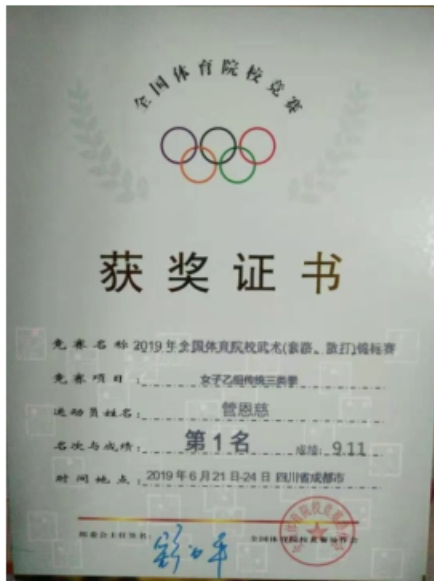 全国体育院校竞赛
获奖证书
竞赛名称 2019年全国体育院校武术(套路、散打)锦标赛
竞赛项目: 女子乙组传统三类拳
运动员姓名: 管恩慈
名次与成绩: 第1名 成绩: 9.11
时间地点: 2019年6月21日-24日 四川省成都市
组委会主任签名: 全国体育院校竞赛协作会